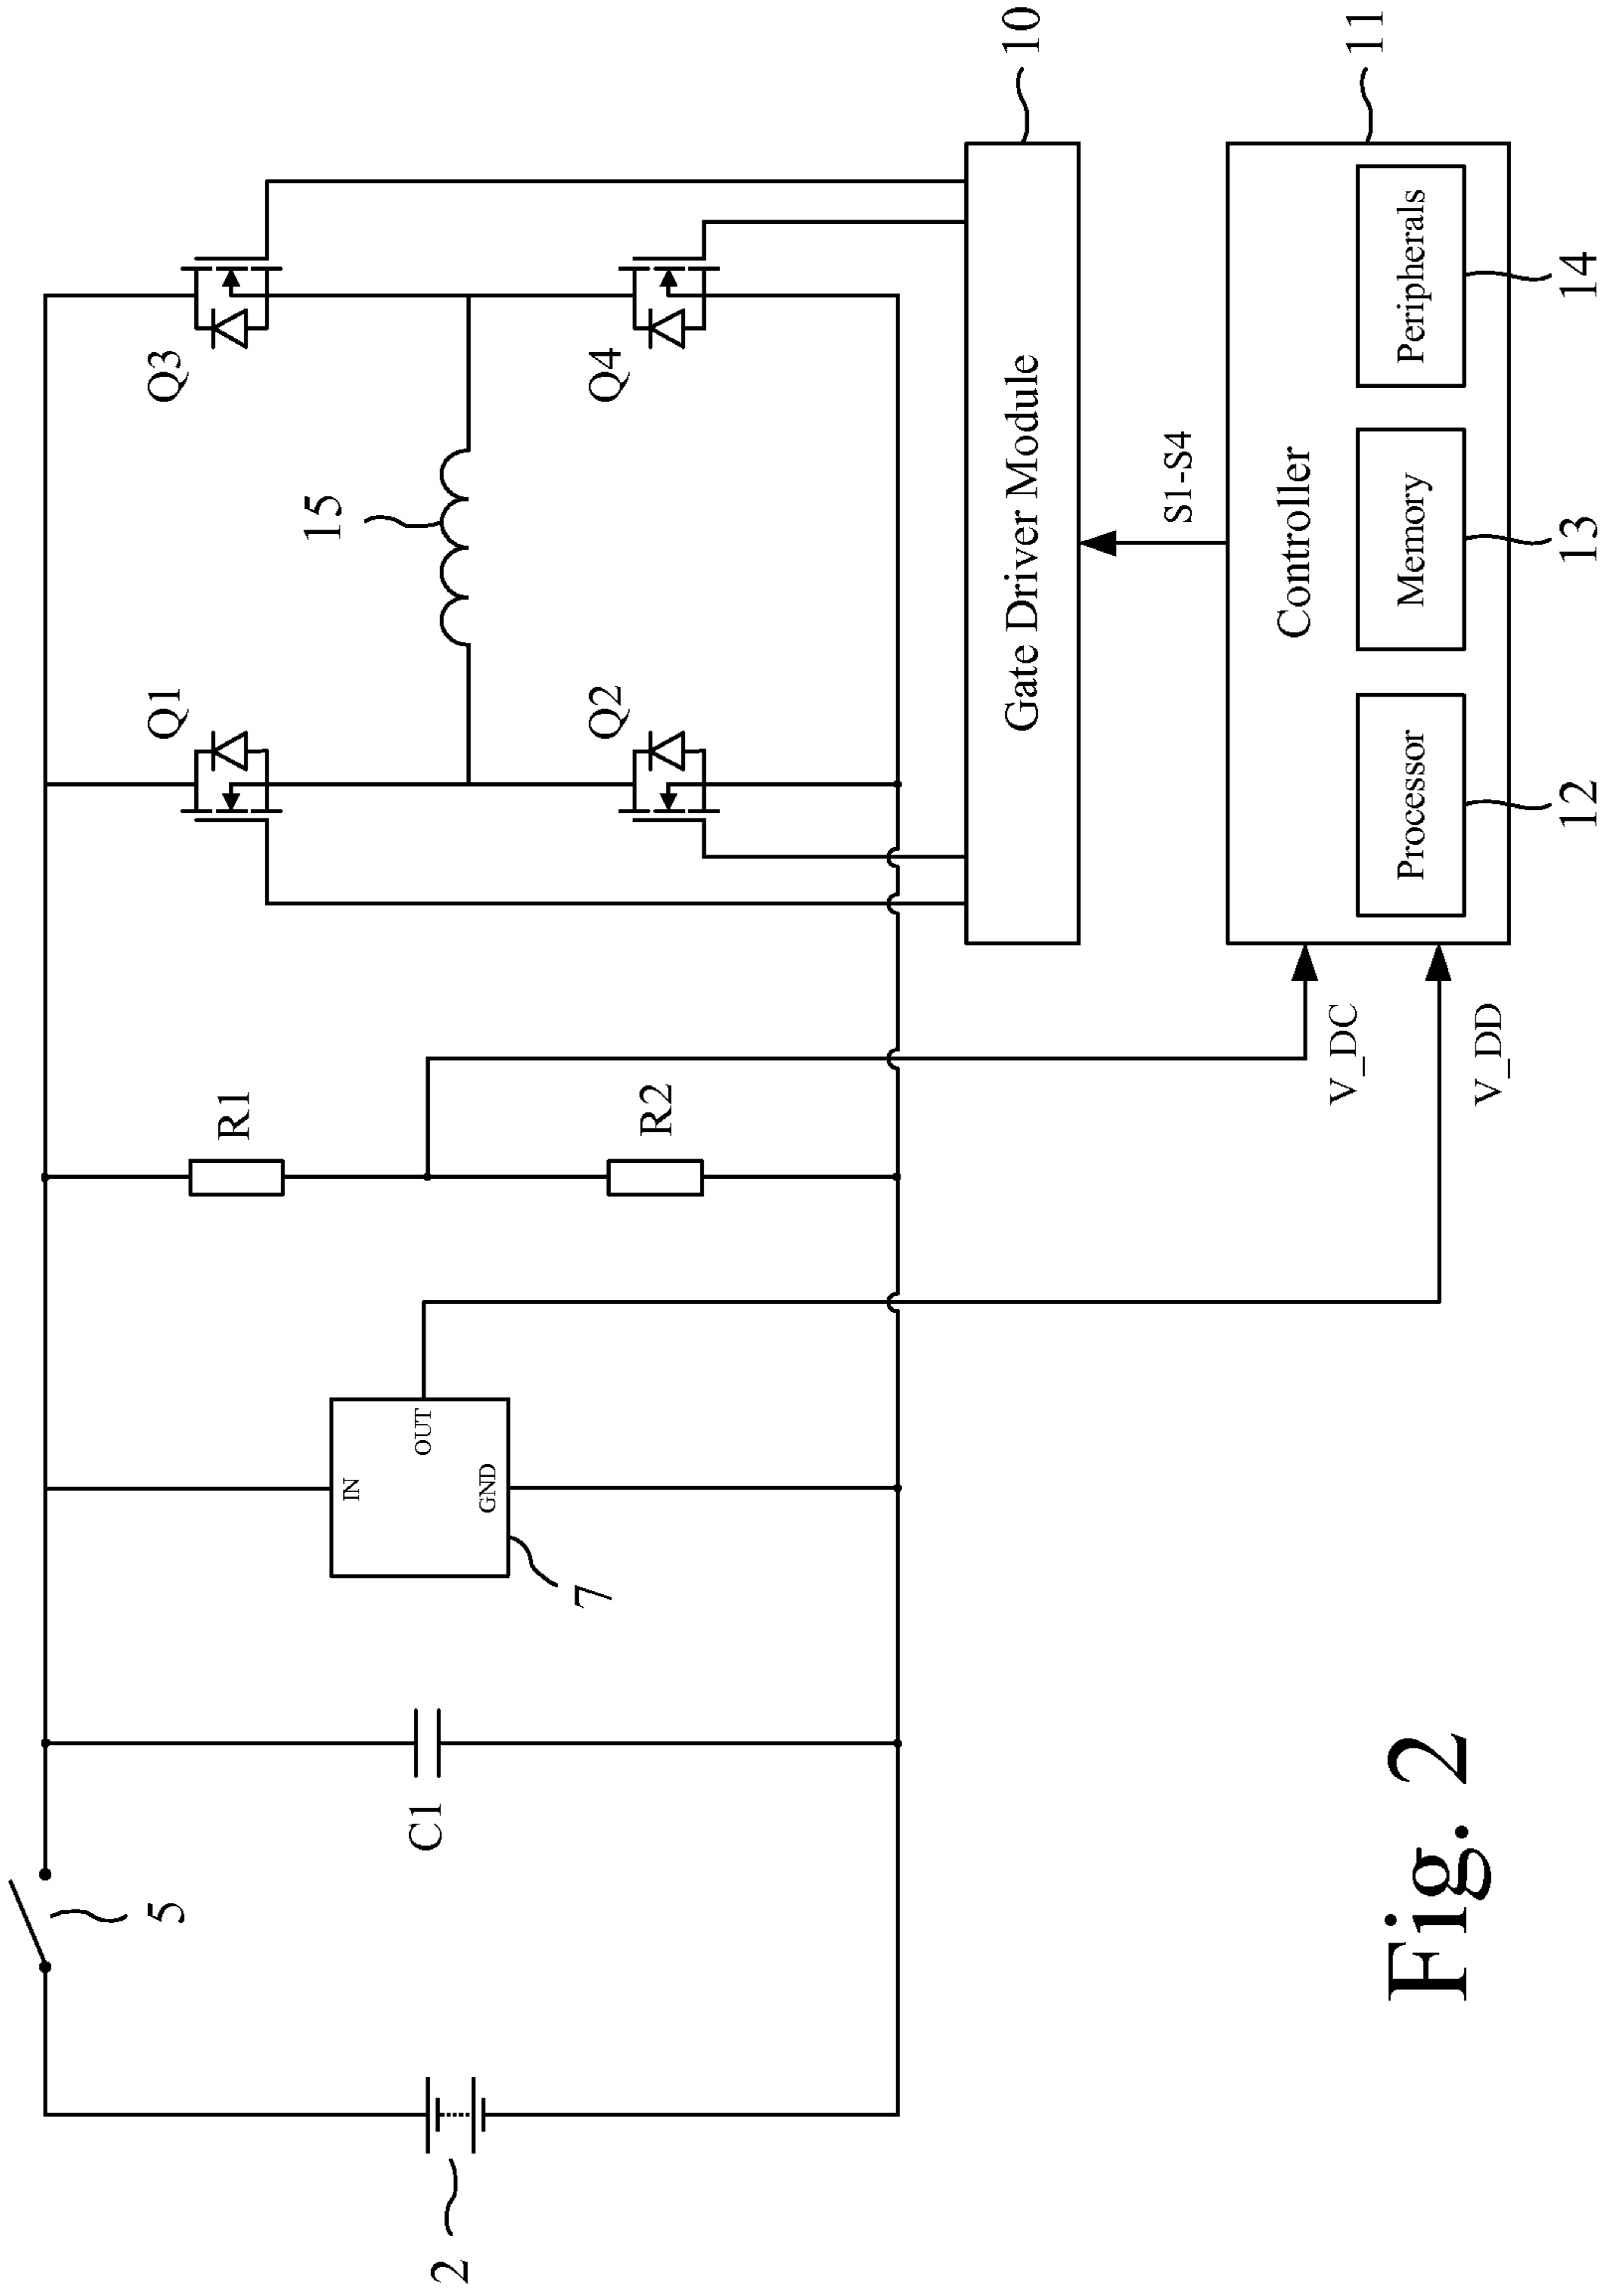 5
Q1
Q3
R1
15
IN
OUT
GND
7
C1
2
R2
Q2
Q4
Gate Driver Module
10
S1-S4
V_DC
V_DD
Controller
11
Processor
Memory
Peripherals
12
13
14
Fig. 2